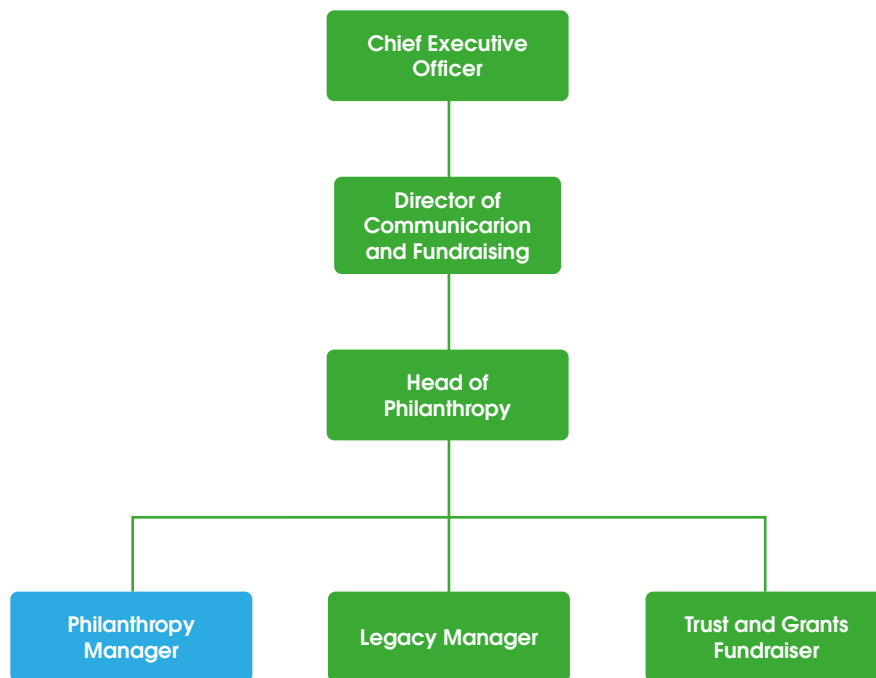 Chief Executive
Officer
Director of
Communicarion
and Fundraising
Head of
Philanthropy
Philanthropy
Manager
Legacy Manager
Trust and Grants
Fundraiser